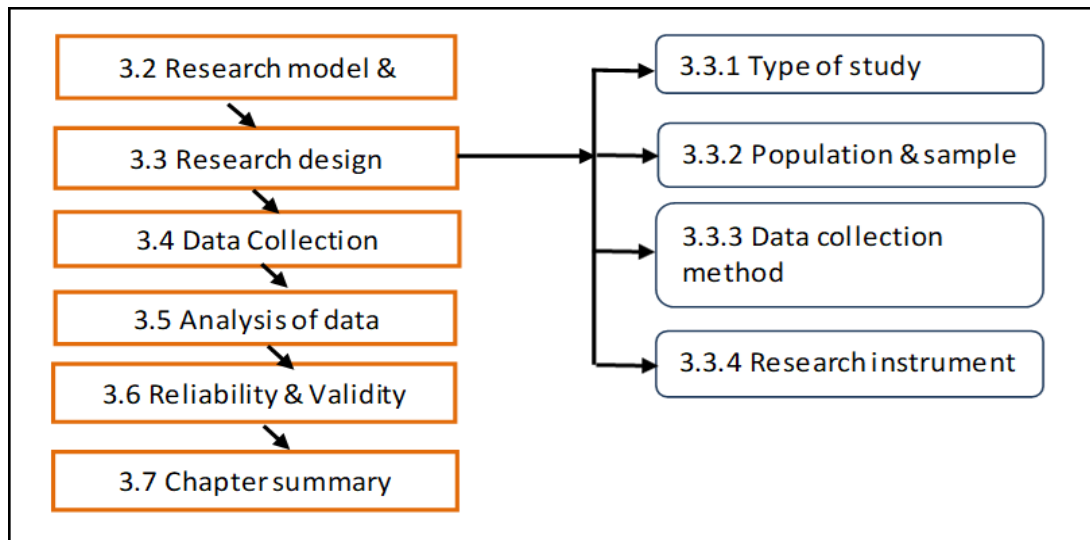 3.2 Research model &
3.3 Research design
3.4 Data Collection
3.5 Analysis of data
3.6 Reliability & Validity
3.7 Chapter summary
3.3.1 Type of study
3.3.2 Population & sample
3.3.3 Data collection
method
3.3.4 Research instrument